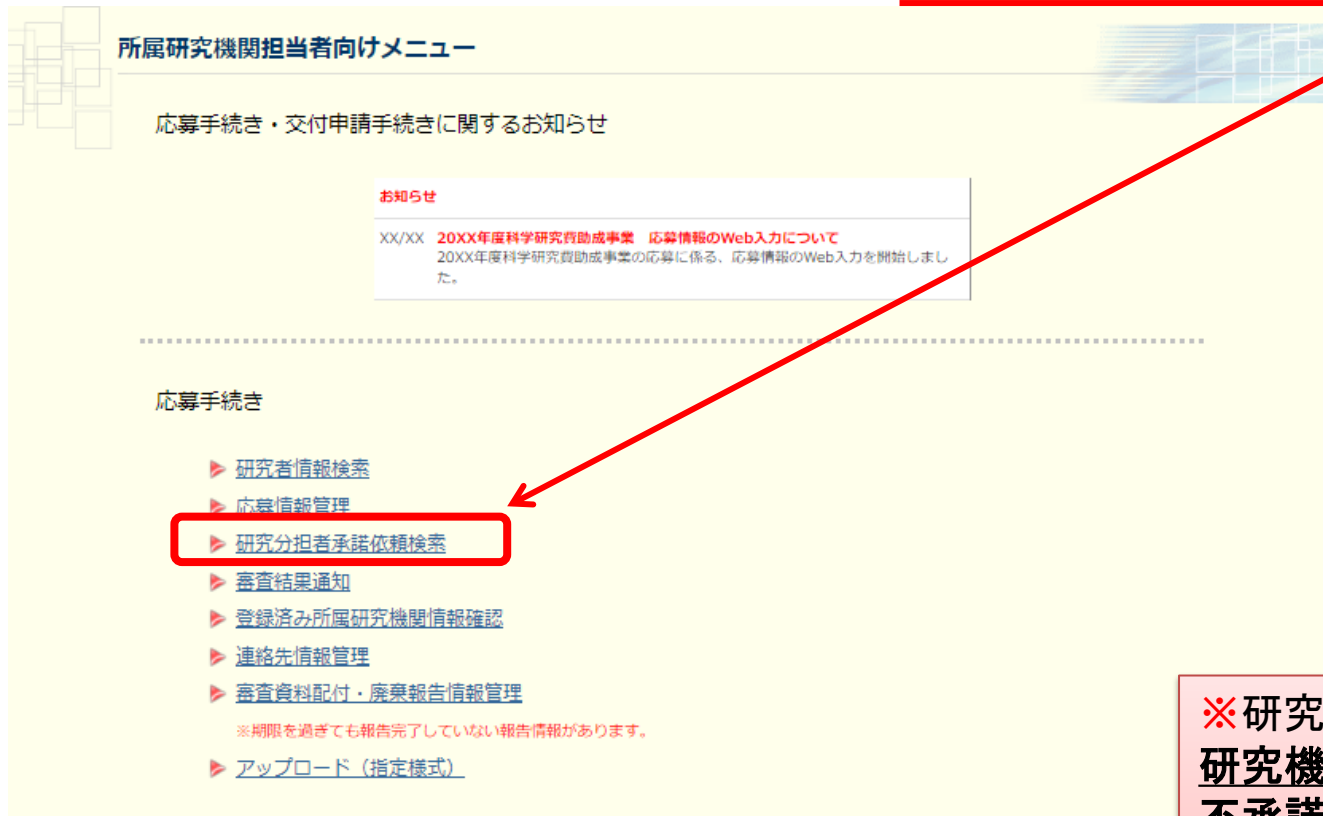 所属研究機関担当者向けメニュー
応募手続き・交付申請手続きに関するお知らせ
お知らせ
XX/XX 20XX年度科学研究費助成事業 応募情報のWeb入力について
20XX年度科学研究費助成事業の応募に係る、応募情報のWeb入力を開始しまし
た。
応募手続き
研究者情報検索
応募情報管理
研究分担者承諾依頼検索
審査結果通知
登録済み所属研究機関情報確認
連絡先情報管理
審査資料配付・廃棄報告情報管理
※期限を過ぎても報告完了していない報告情報があります。
アップロード（指定様式）
※研究
研究機
不承諾